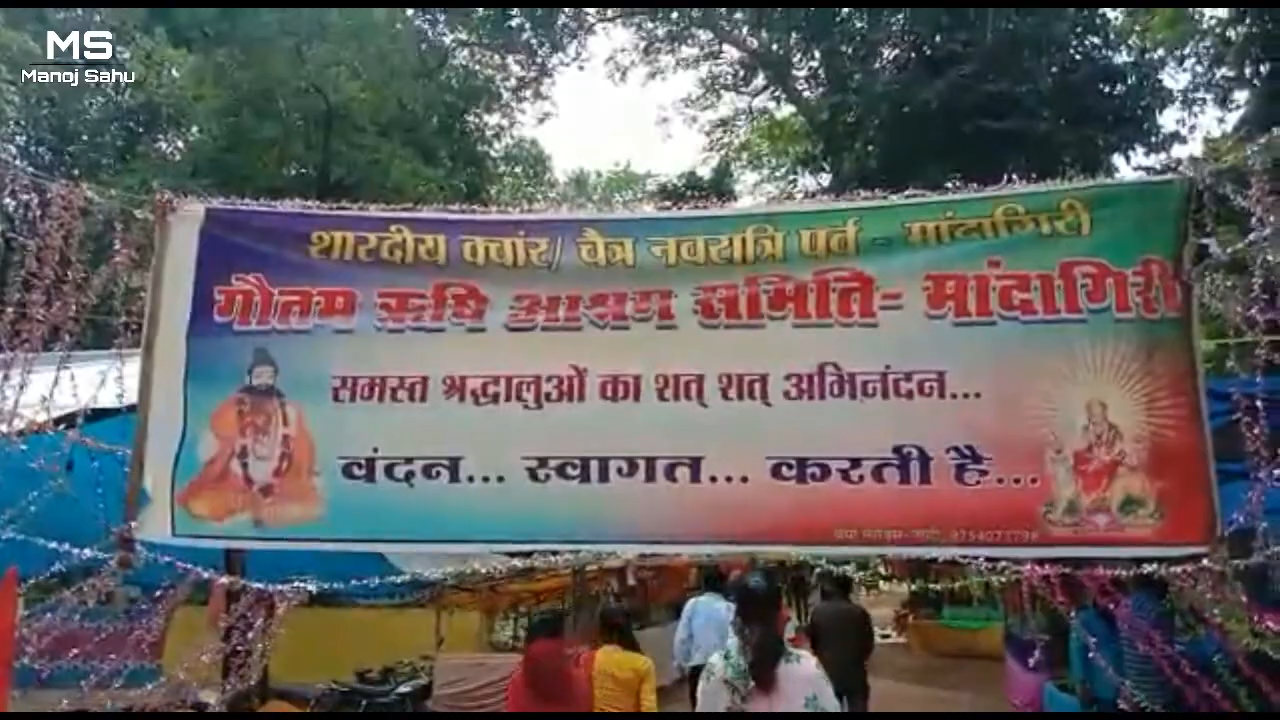 MS
Manoj Sahu
शारदीय क्वांर/ चैत्र नवरात्रि पर्व - मांदागिरी
गौतम ऋषि आश्रम समिति- मांदागिरी
समस्त श्रद्धालुओं का शत् शत् अभिनंदन...
वंदन... स्वागत... करती है...